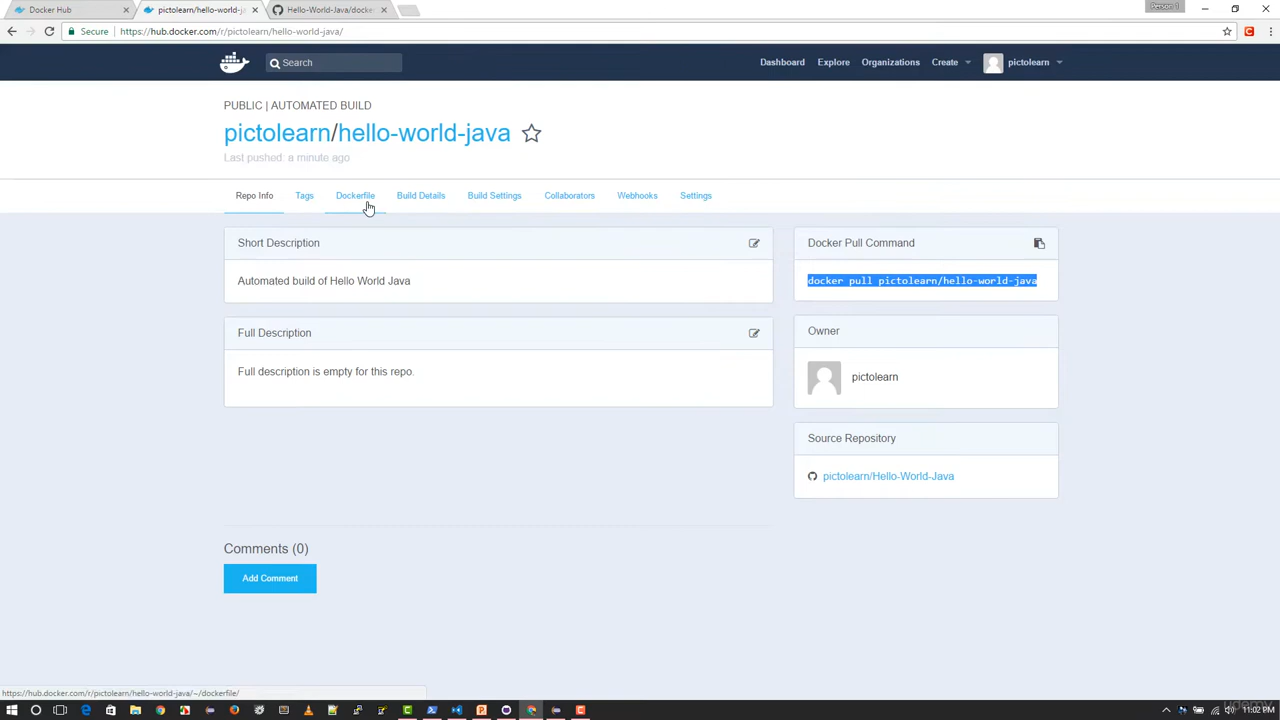 Docker Hub
pictolearn/hello-world-ja
Hello-World-Java/docke
Person 1
Secure
https://hub.docker.com/r/pictolearn/hello-world-java/
Search
Dashboard
Explore
Organizations
Create
pictolearn
PUBLIC | AUTOMATED BUILD
pictolearn/hello-world-java
Last pushed: a minute ago
Repo Info
Tags
Dockerfile
Build Details
Build Settings
Collaborators
Webhooks
Settings
Short Description
Automated build of Hello World Java
Full Description
Full description is empty for this repo.
Docker Pull Command
docker pull pictolearn/hello-world-java
Owner
pictolearn
Source Repository
pictolearn/Hello-World-Java
Comments (0)
Add Comment
https://hub.docker.com/r/pictolearn/hello-world-java/~/dockerfile/
11:02 PM
udemy